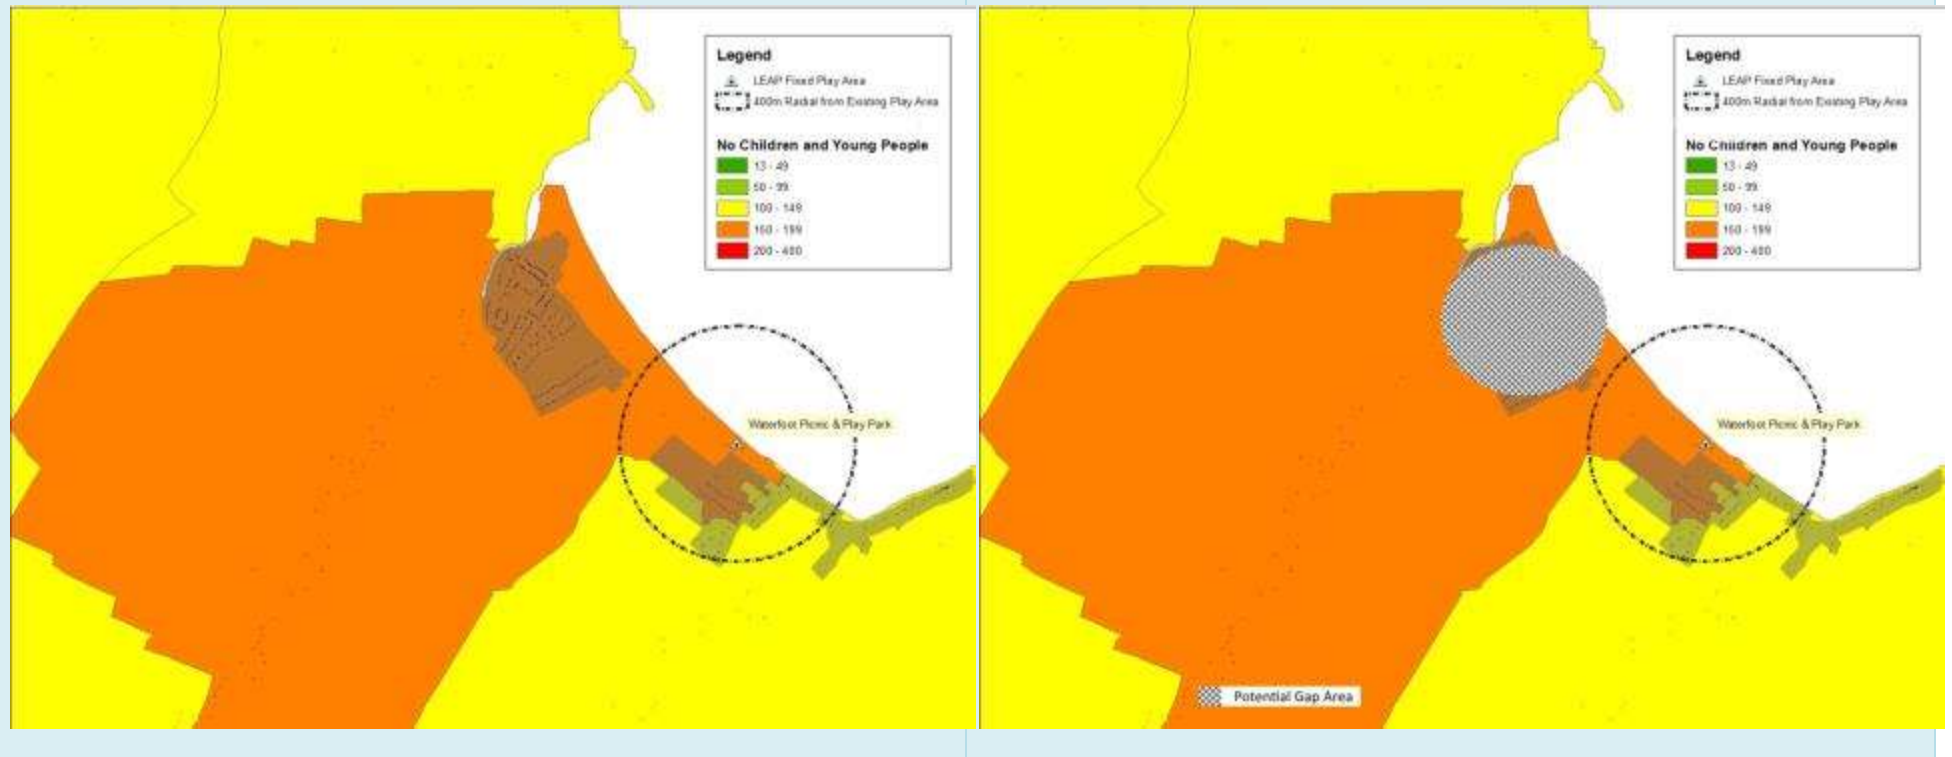 Legend
LEAP Fixed Play Area
400m Radial from Existing Play Area
No Children and Young People
13 - 49
50 - 99
100 - 149
150 - 199
200 - 400
Waterfoot Picnic & Play Park
Legend
LEAP Fixed Play Area
400m Radial from Existing Play Area
No Children and Young People
13 - 49
50 - 99
100 - 149
150 - 199
200 - 400
Waterfoot Picnic & Play Park
Potential Gap Area